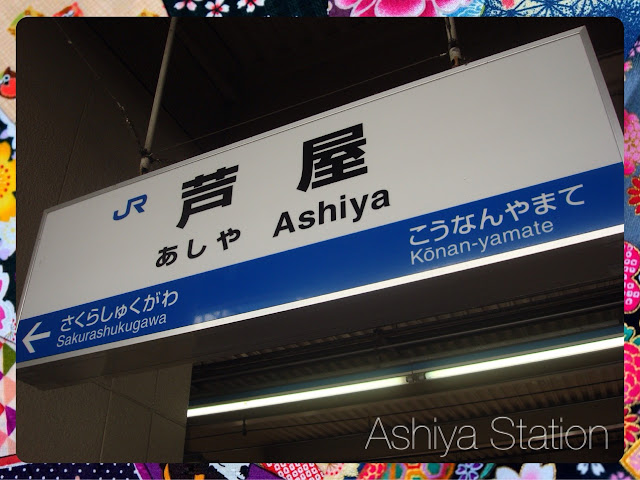 JR 芦屋
あしや Ashiya
こうなんやまて
Kōnan-yamate
← さくらしゅくがわ
Sakurashukugawa
Ashiya Station